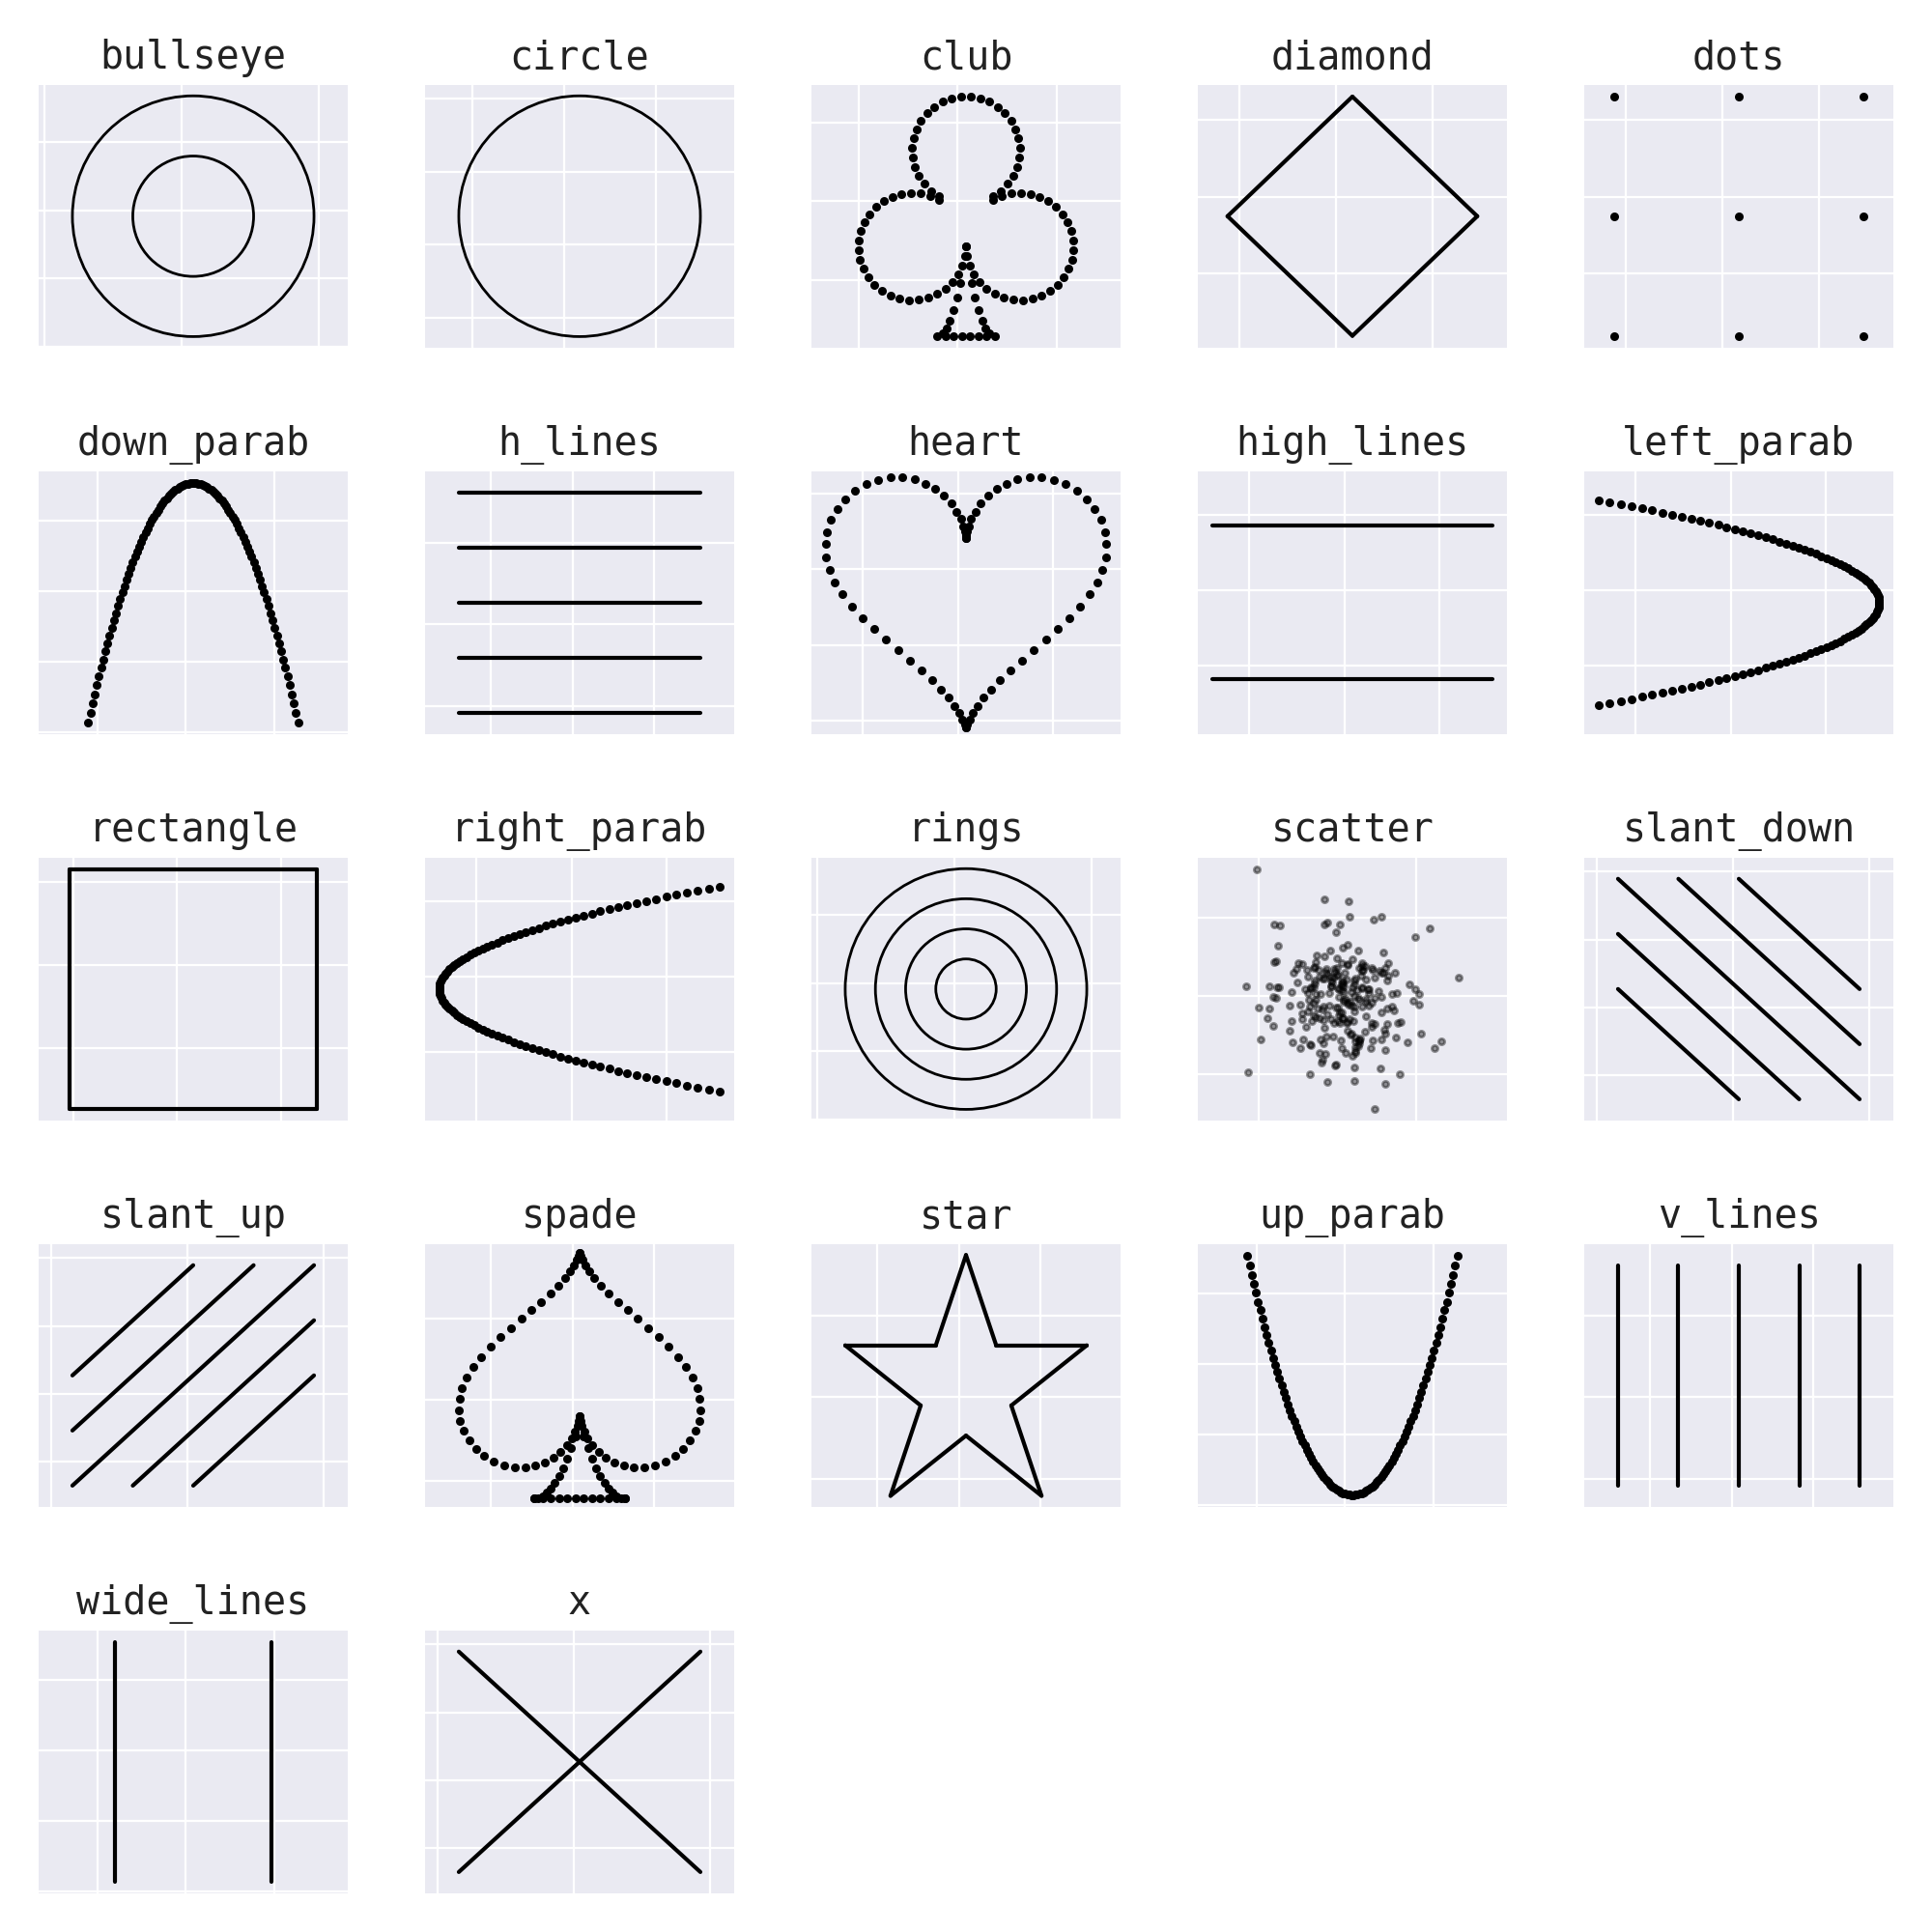 bullseye
circle
club
diamond
dots
down_parab
h_lines
heart
high_lines
left_parab
rectangle
right_parab
rings
scatter
slant_down
slant_up
spade
star
up_parab
v_lines
wide_lines
x